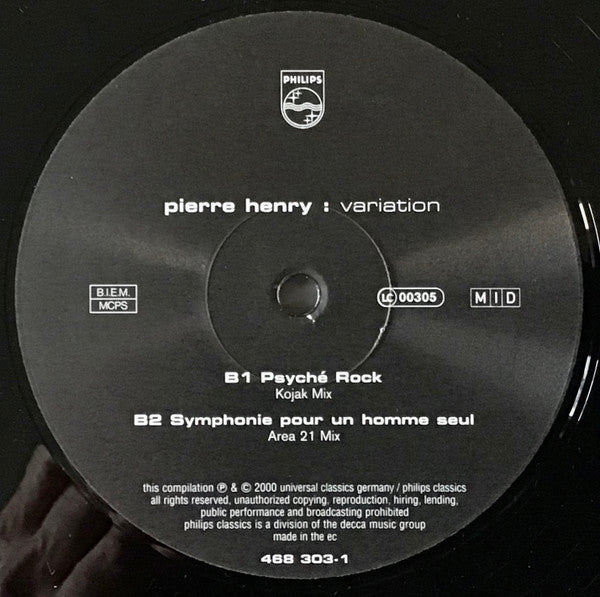 PHILIPS
pierre henry : variation
B.I.E.M.
MCPS
LC 00305
M I D
B1 Psyché Rock
Kojak Mix
B2 Symphonie pour un homme seul
Area 21 Mix
this compilation ℗ & © 2000 universal classics germany / philips classics
all rights reserved, unauthorized copying, reproduction, hiring, lending,
public performance and broadcasting prohibited
philips classics is a division of the decca music group
made in the ec
468 303-1